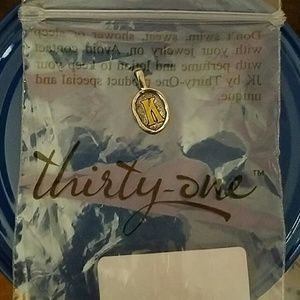 Don't swim, sweat, shower or sleep
with your jewelry on. Avoid contact
with perfume and lotion to keep your
JK by Thirty-One product special and
unique.
K
thirty-one™